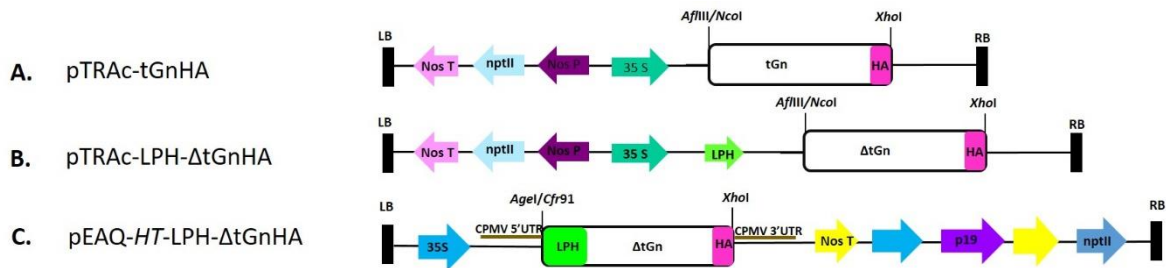 A. pTRAc-tGnHA
LB
Nos T
nptII
Nos P
35 S
AflIII/NcoI
tGn
HA
XhoI
RB
B. pTRAc-LPH-ΔtGnHA
LB
Nos T
nptII
Nos P
35 S
LPH
AflIII/NcoI
ΔtGn
HA
XhoI
RB
C. pEAQ-HT-LPH-ΔtGnHA
LB
35S
CPMV 5'UTR
AgeI/Cfr91
LPH
ΔtGn
HA
XhoI
CPMV 3'UTR
Nos T
p19
nptII
RB